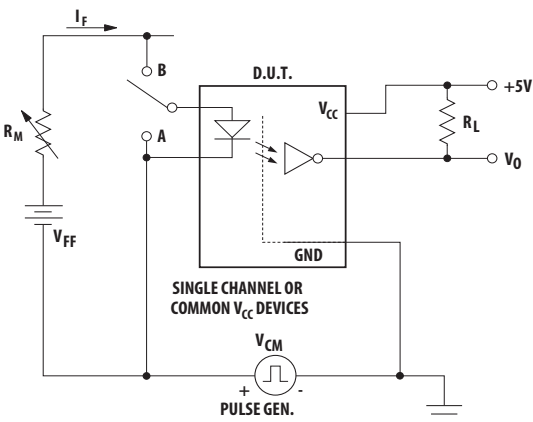 I_F
B
D.U.T.
+5V
V_CC
R_L
R_M
A
V_O
V_FF
GND
SINGLE CHANNEL OR
COMMON V_CC DEVICES
V_CM
+ -
PULSE GEN.